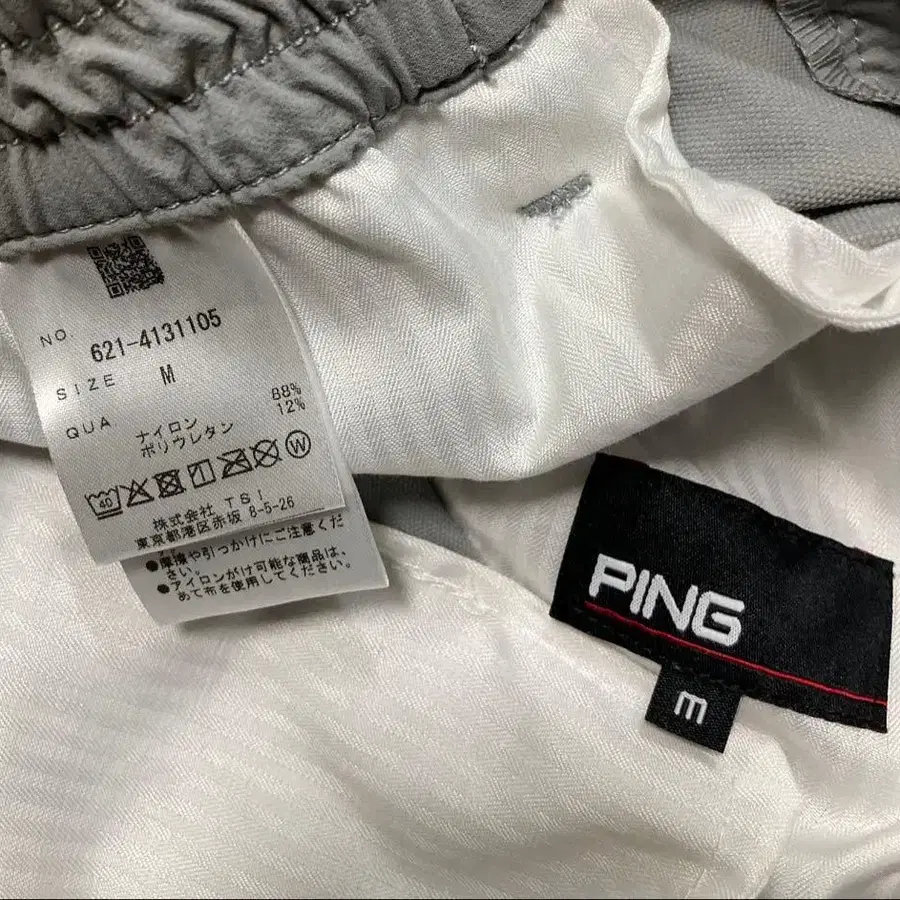 NO. 621-4131105
SIZE M
QUA
ナイロン 88%
ポリウレタン 12%
40
W
株式会社 TSI
東京都港区赤坂 8-5-26
●摩擦や引っかけにご注意くだ
さい。
●アイロンがけ可能な商品は、
あて布を使用してください。
PING
m